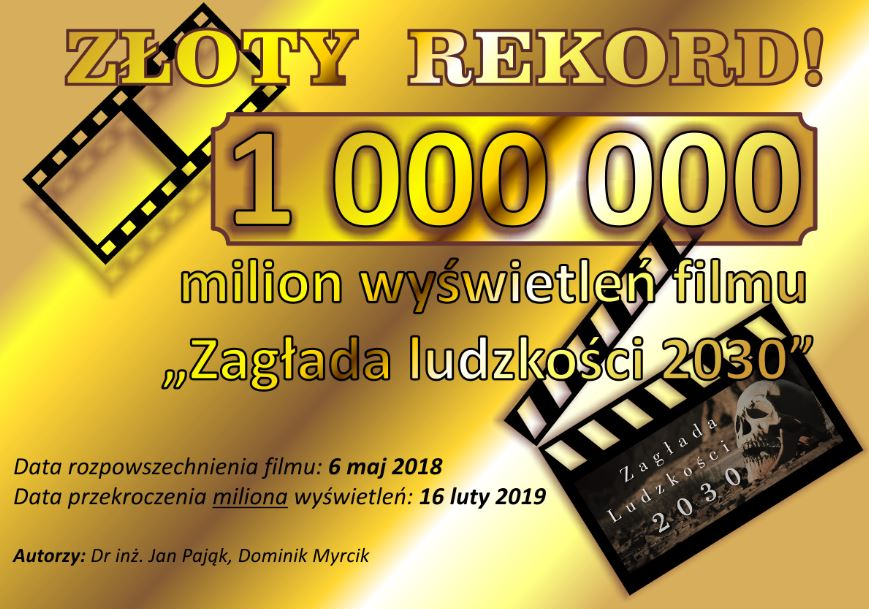 ZŁOTY REKORD!
1 000 000
milion wyświetleń filmu
„Zagłada ludzkości 2030”
Zagłada
Ludzkości
2030
Data rozpowszechnienia filmu: 6 maj 2018
Data przekroczenia miliona wyświetleń: 16 luty 2019
Autorzy: Dr inż. Jan Pająk, Dominik Myrcik